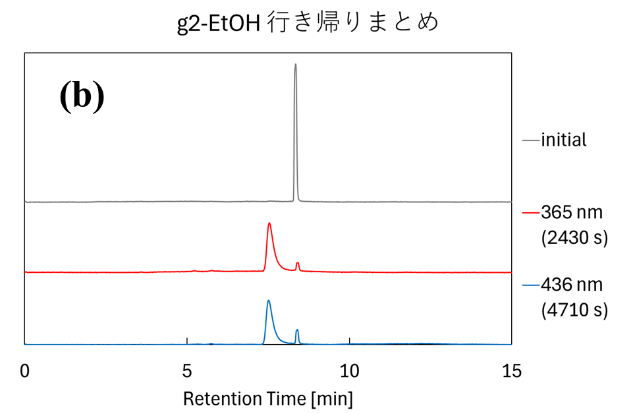 g2-EtOH 行き帰りまとめ
(b)
initial
365 nm
(2430 s)
436 nm
(4710 s)
0 5 10 15
Retention Time [min]